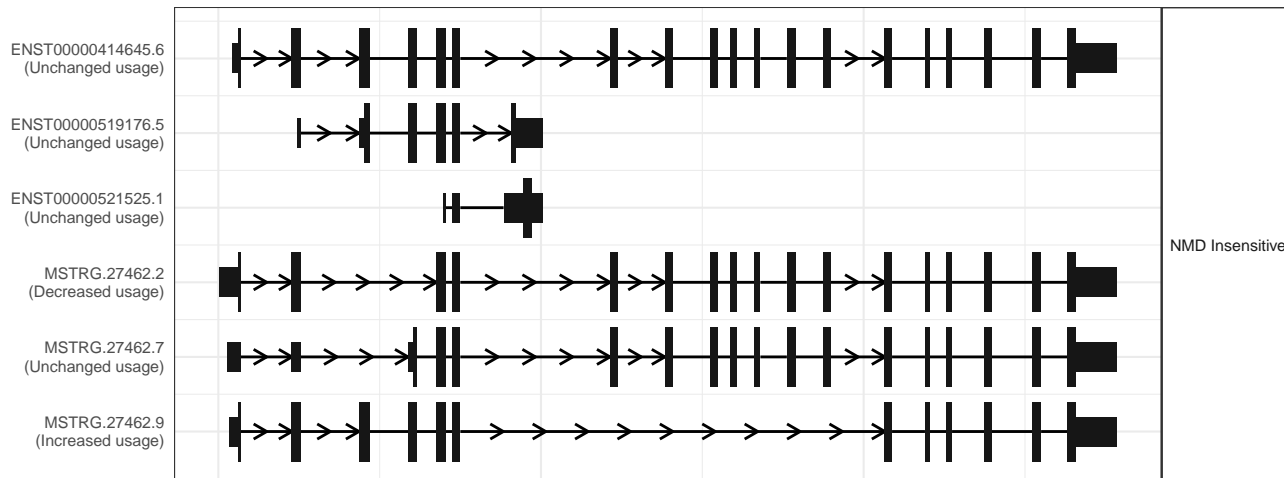 ENST00000414645.6
(Unchanged usage)
ENST00000519176.5
(Unchanged usage)
ENST00000521525.1
(Unchanged usage)
MSTRG.27462.2
(Decreased usage)
MSTRG.27462.7
(Unchanged usage)
MSTRG.27462.9
(Increased usage)
NMD Insensitive